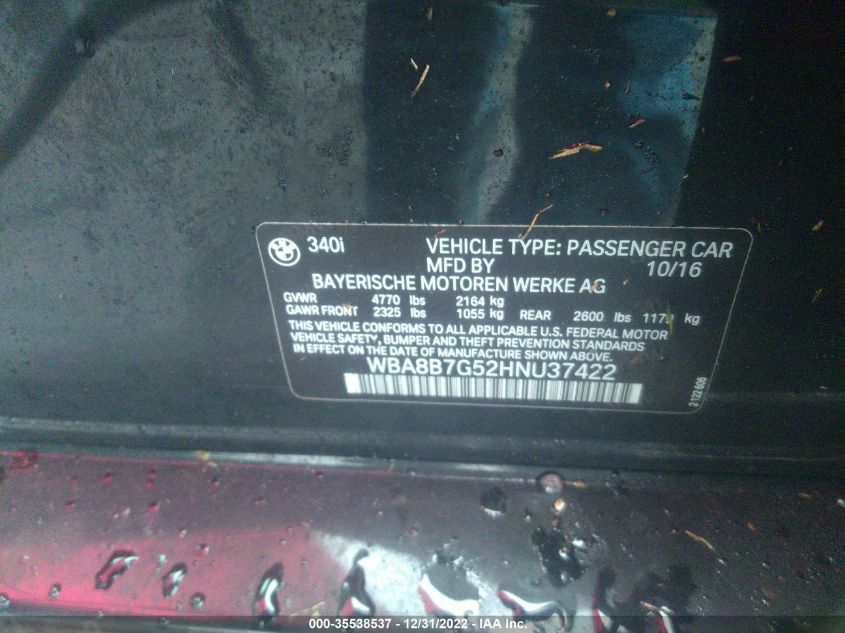 340i VEHICLE TYPE: PASSENGER CAR
MFD BY 10/16
BAYERISCHE MOTOREN WERKE AG
GVWR 4770 lbs 2164 kg
GAWR FRONT 2325 lbs 1055 kg REAR 2600 lbs kg
THIS VEHICLE CONFORMS TO ALL APPLICABLE U.S. FEDERAL MOTOR
VEHICLE SAFETY, BUMPER AND THEFT PREVENTION STANDARDS
IN EFFECT ON THE DATE OF MANUFACTURE SHOWN ABOVE.
WBA8B7G52HNU37422
2 122 606
000-35538537 - 12/31/2022 - IAA Inc.